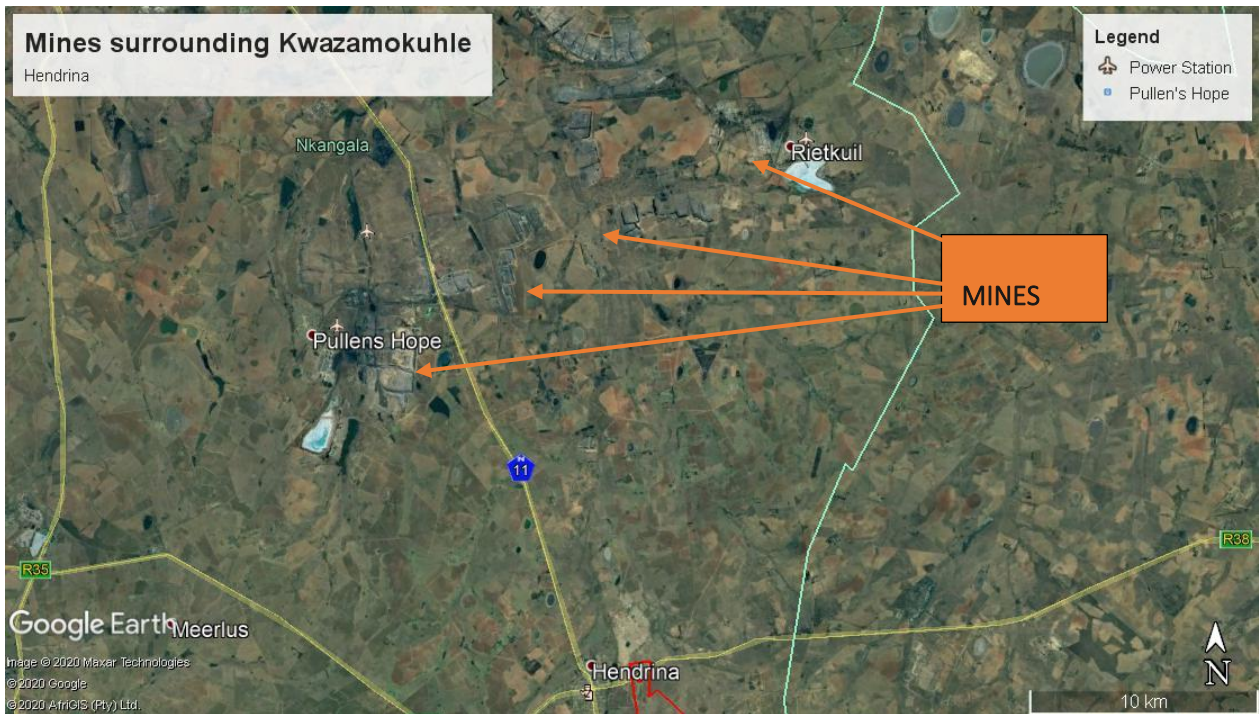 Mines surrounding Kwazamokuhle
Hendrina
Legend
Power Station
Pullen's Hope
Nkangala
Rietkuil
MINES
Pullens Hope
N
11
R38
R35
Google Earth
Meerlus
Image © 2020 Maxar Technologies
© 2020 Google
© 2020 AfriGIS (Pty) Ltd.
Hendrina
N
10 km